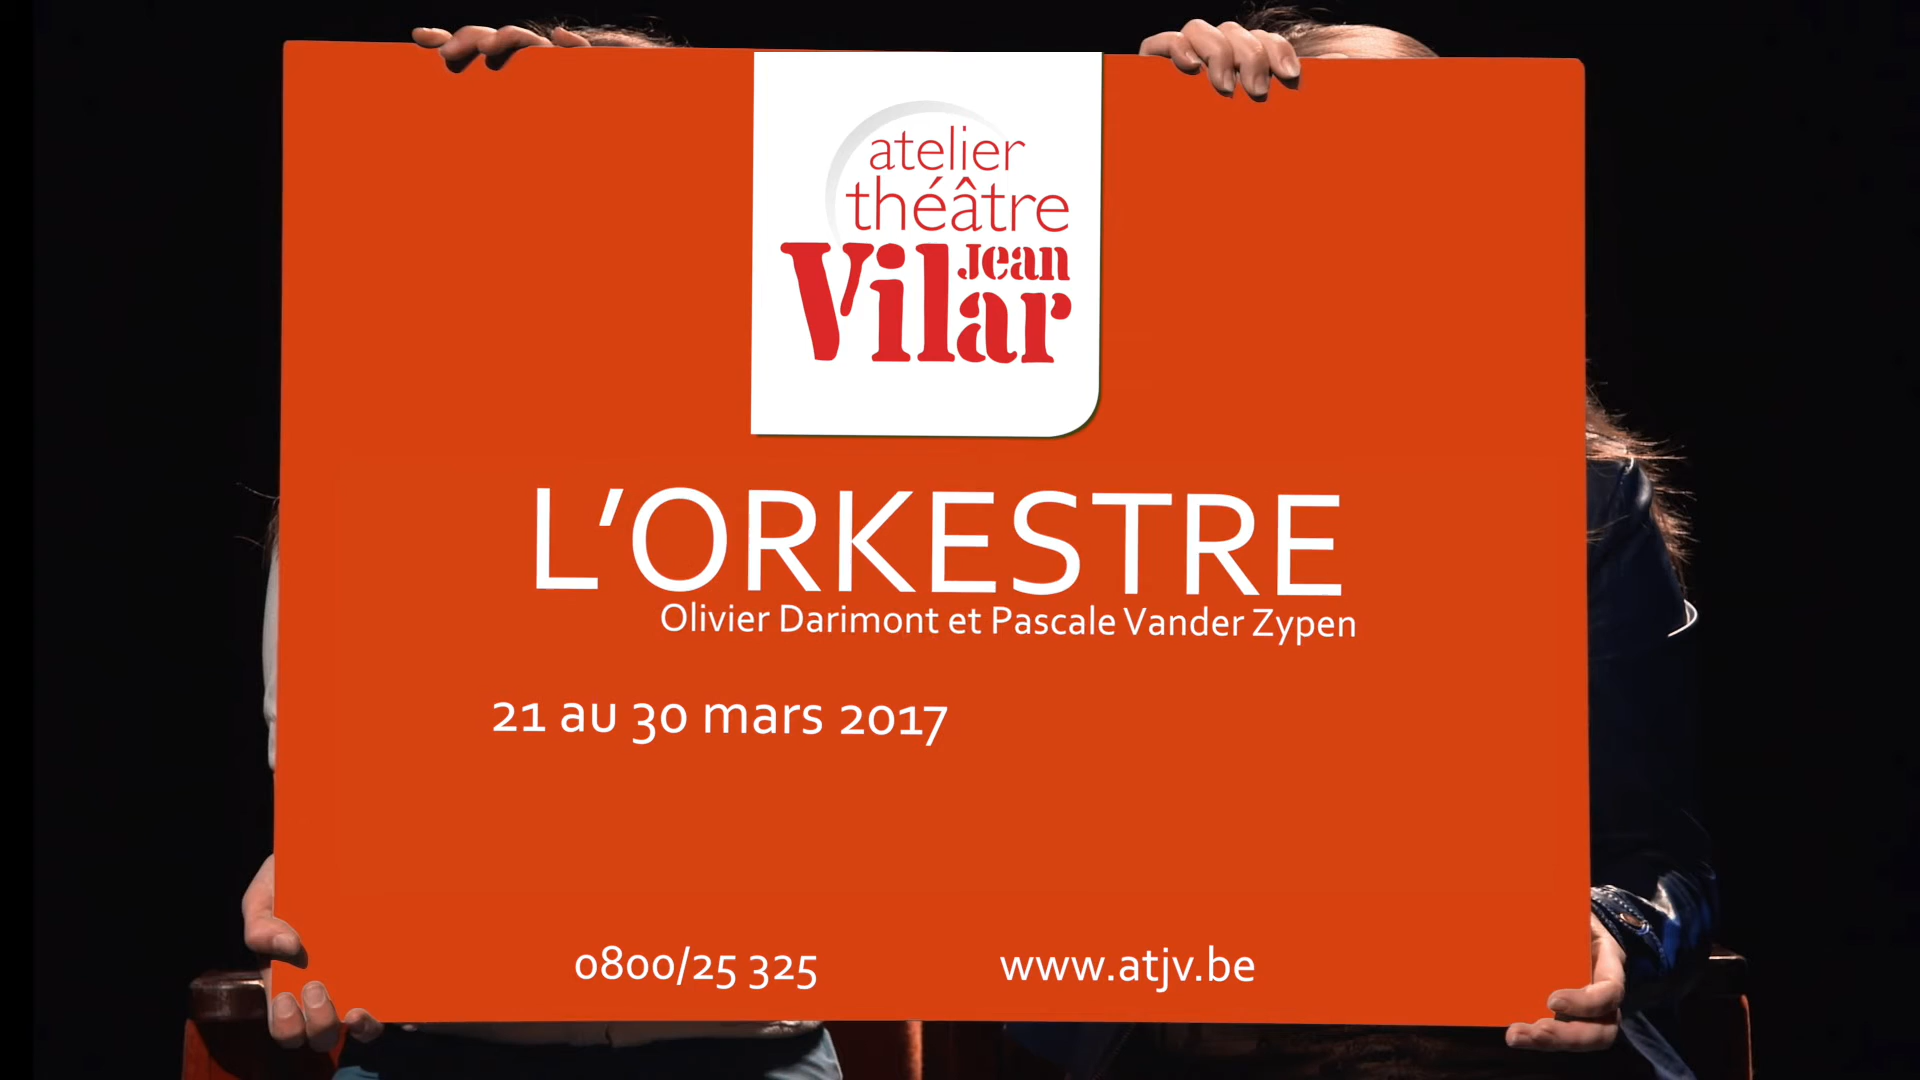 atelier
théâtre
Jean
Vilar
L'ORKESTRE
Olivier Darimont et Pascale Vander Zypen
21 au 30 mars 2017
0800/25 325
www.atjv.be